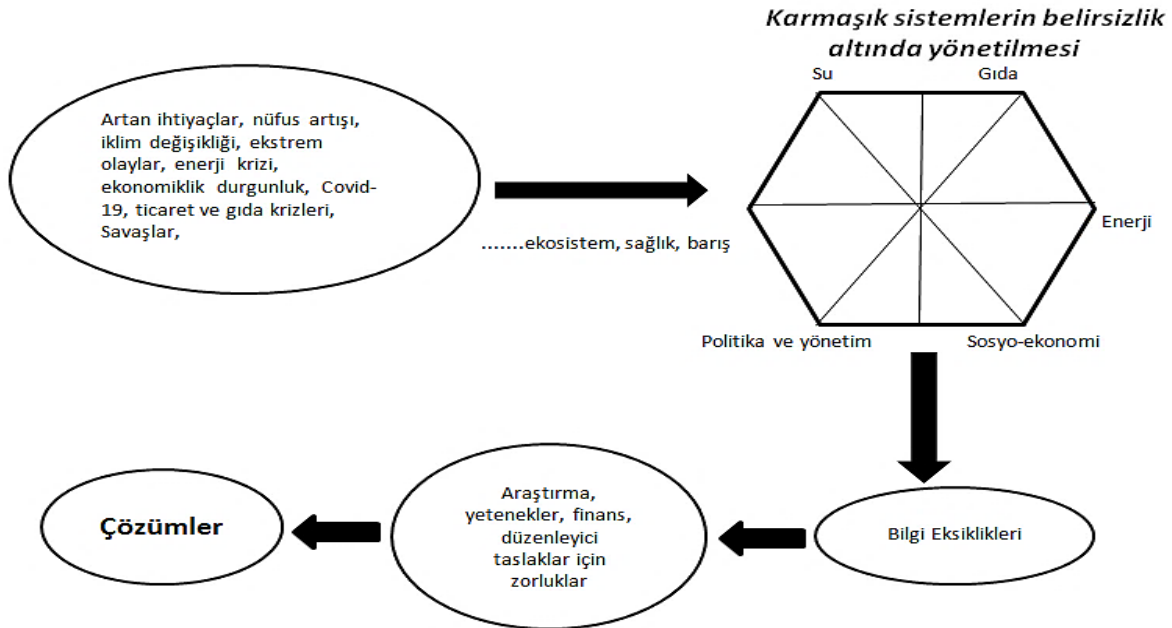 Karmaşık sistemlerin belirsizlik
altında yönetilmesi
Su
Gıda
Artan ihtiyaçlar, nüfus artışı,
iklim değişikliği, ekstrem
olaylar, enerji krizi,
ekonomiklik durgunluk, Covid-
19, ticaret ve gıda krizleri,
Savaşlar,
.......ekosistem, sağlık, barış
Enerji
Politika ve yönetim
Sosyo-ekonomi
Bilgi Eksiklikleri
Araştırma,
yetenekler, finans,
düzenleyici
taslaklar için
zorluklar
Çözümler